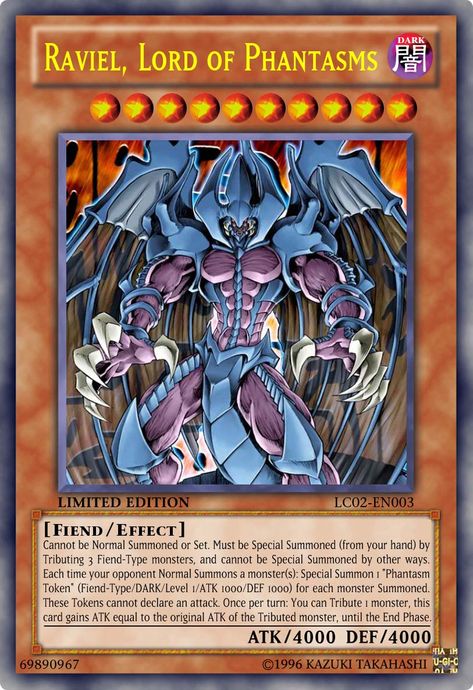 RAVIEL, LORD OF PHANTASMS
DARK
闇
LIMITED EDITION LC02-EN003
[FIEND/EFFECT]
Cannot be Normal Summoned or Set. Must be Special Summoned (from your hand) by
Tributing 3 Fiend-Type monsters, and cannot be Special Summoned by other ways.
Each time your opponent Normal Summons a monster(s): Special Summon 1 "Phantasm
Token" (Fiend-Type/DARK/Level 1/ATK 1000/DEF 1000) for each monster Summoned.
These Tokens cannot declare an attack. Once per turn: You can Tribute 1 monster, this
card gains ATK equal to the original ATK of the Tributed monster, until the End Phase.
ATK/4000 DEF/4000
69890967 ©1996 KAZUKI TAKAHASHI